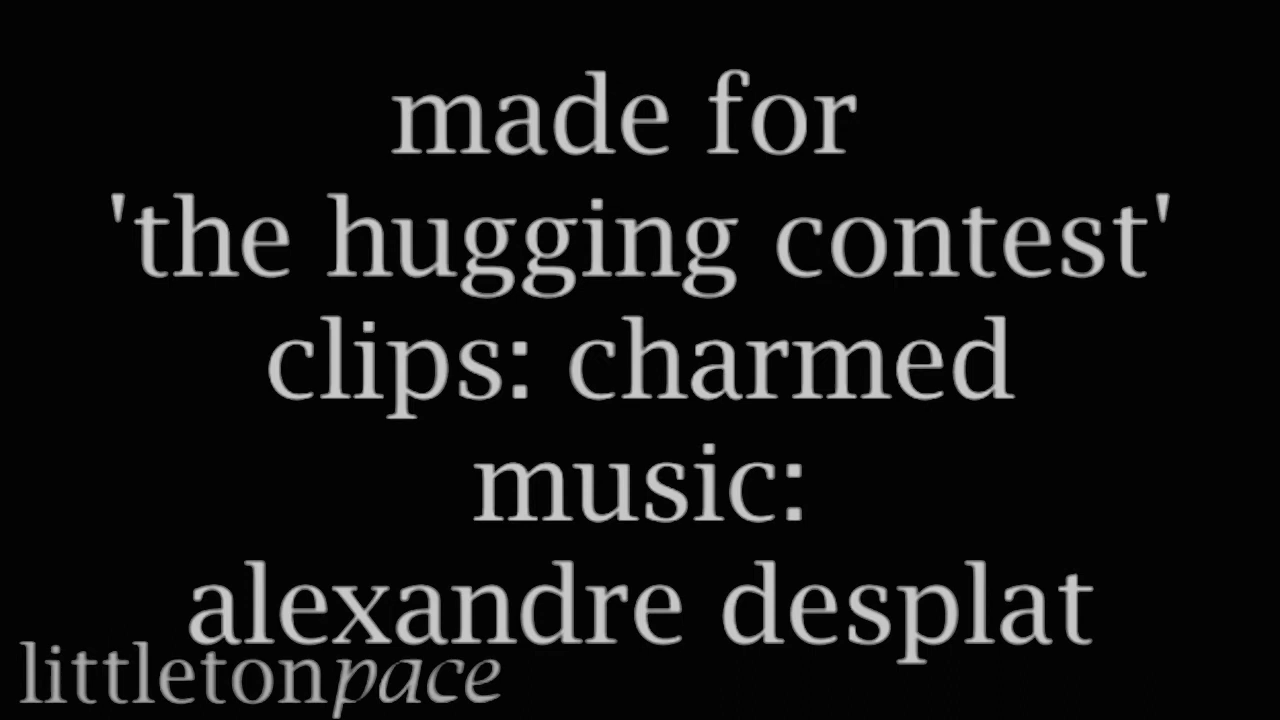 made for
'the hugging contest'
clips: charmed
music:
alexandre desplat
littletonpace